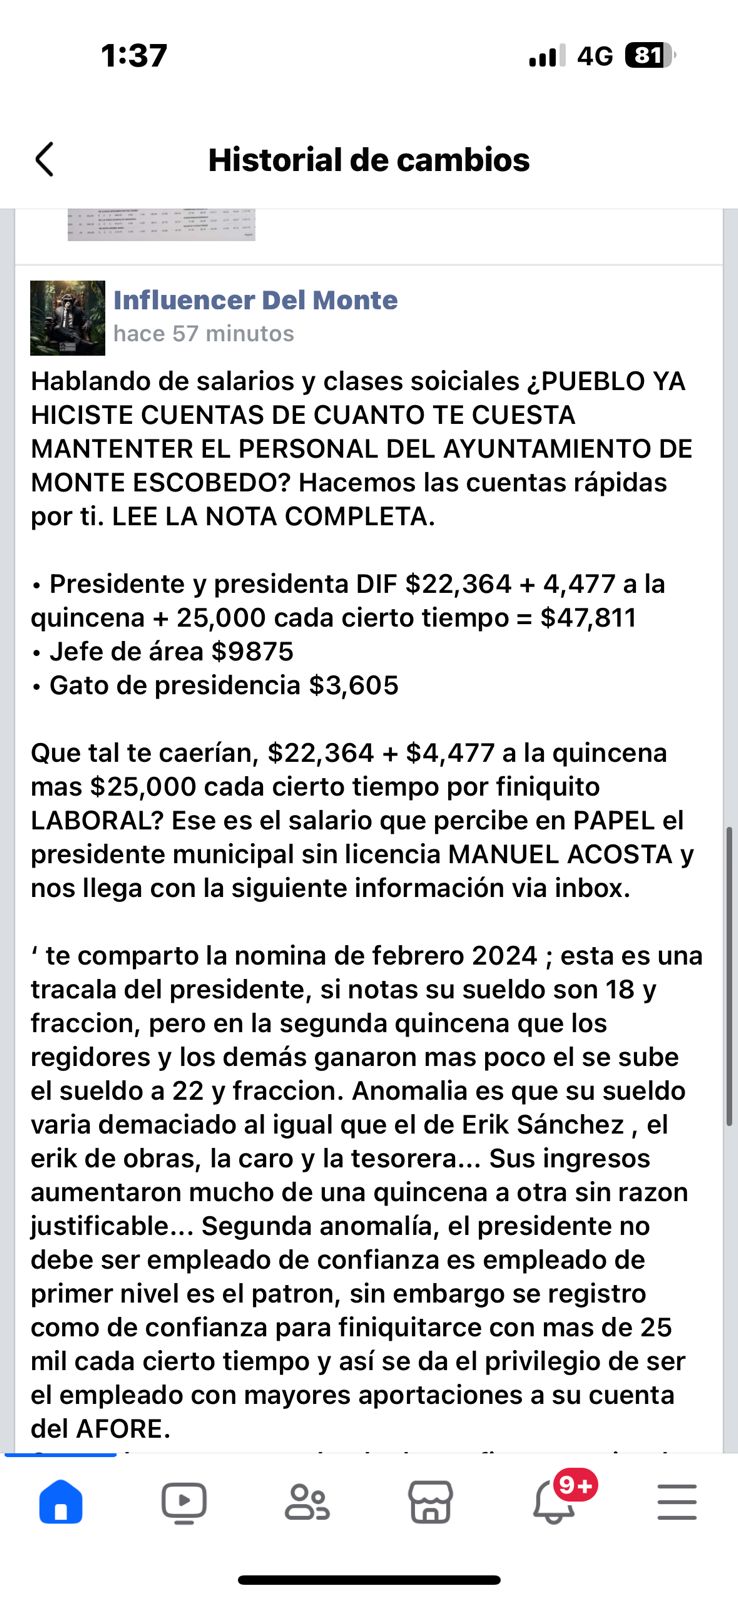 1:37
4G 81
Historial de cambios
Influencer Del Monte
hace 57 minutos
Hablando de salarios y clases soiciales ¿PUEBLO YA
HICISTE CUENTAS DE CUANTO TE CUESTA
MANTENTER EL PERSONAL DEL AYUNTAMIENTO DE
MONTE ESCOBEDO? Hacemos las cuentas rápidas
por ti. LEE LA NOTA COMPLETA.
• Presidente y presidenta DIF $22,364 + 4,477 a la
quincena + 25,000 cada cierto tiempo = $47,811
• Jefe de área $9875
• Gato de presidencia $3,605
Que tal te caerían, $22,364 + $4,477 a la quincena
mas $25,000 cada cierto tiempo por finiquito
LABORAL? Ese es el salario que percibe en PAPEL el
presidente municipal sin licencia MANUEL ACOSTA y
nos llega con la siguiente información via inbox.
‘ te comparto la nomina de febrero 2024 ; esta es una
tracala del presidente, si notas su sueldo son 18 y
fraccion, pero en la segunda quincena que los
regidores y los demás ganaron mas poco el se sube
el sueldo a 22 y fraccion. Anomalia es que su sueldo
varia demaciado al igual que el de Erik Sánchez , el
erik de obras, la caro y la tesorera... Sus ingresos
aumentaron mucho de una quincena a otra sin razon
justificable... Segunda anomalía, el presidente no
debe ser empleado de confianza es empleado de
primer nivel es el patron, sin embargo se registro
como de confianza para finiquitarce con mas de 25
mil cada cierto tiempo y así se da el privilegio de ser
el empleado con mayores aportaciones a su cuenta
del AFORE.
9+